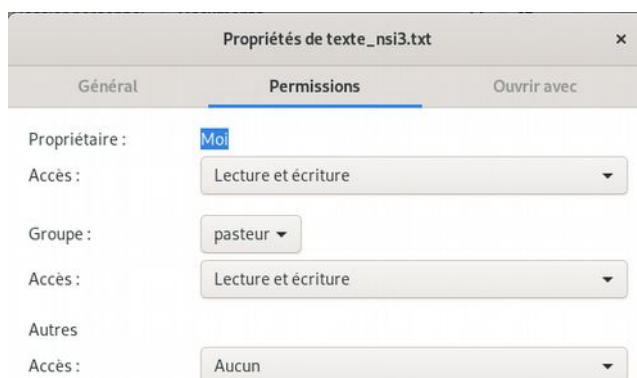 Propriétés de texte_nsi3.txt ×
Général Permissions Ouvrir avec
Propriétaire : Moi
Accès : Lecture et écriture
Groupe : pasteur
Accès : Lecture et écriture
Autres
Accès : Aucun